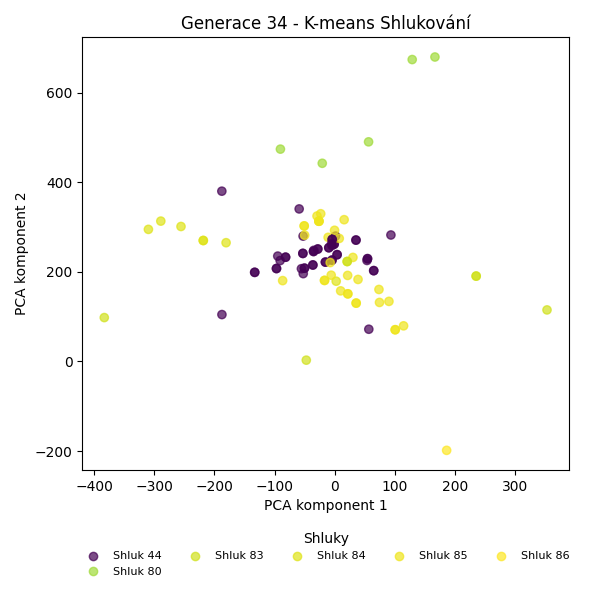 Generace 34 - K-means Shlukování
PCA komponent 2
600
400
200
0
−200
−400
−300
−200
−100
0
100
200
300
PCA komponent 1
Shluky
Shluk 44
Shluk 83
Shluk 84
Shluk 85
Shluk 86
Shluk 80